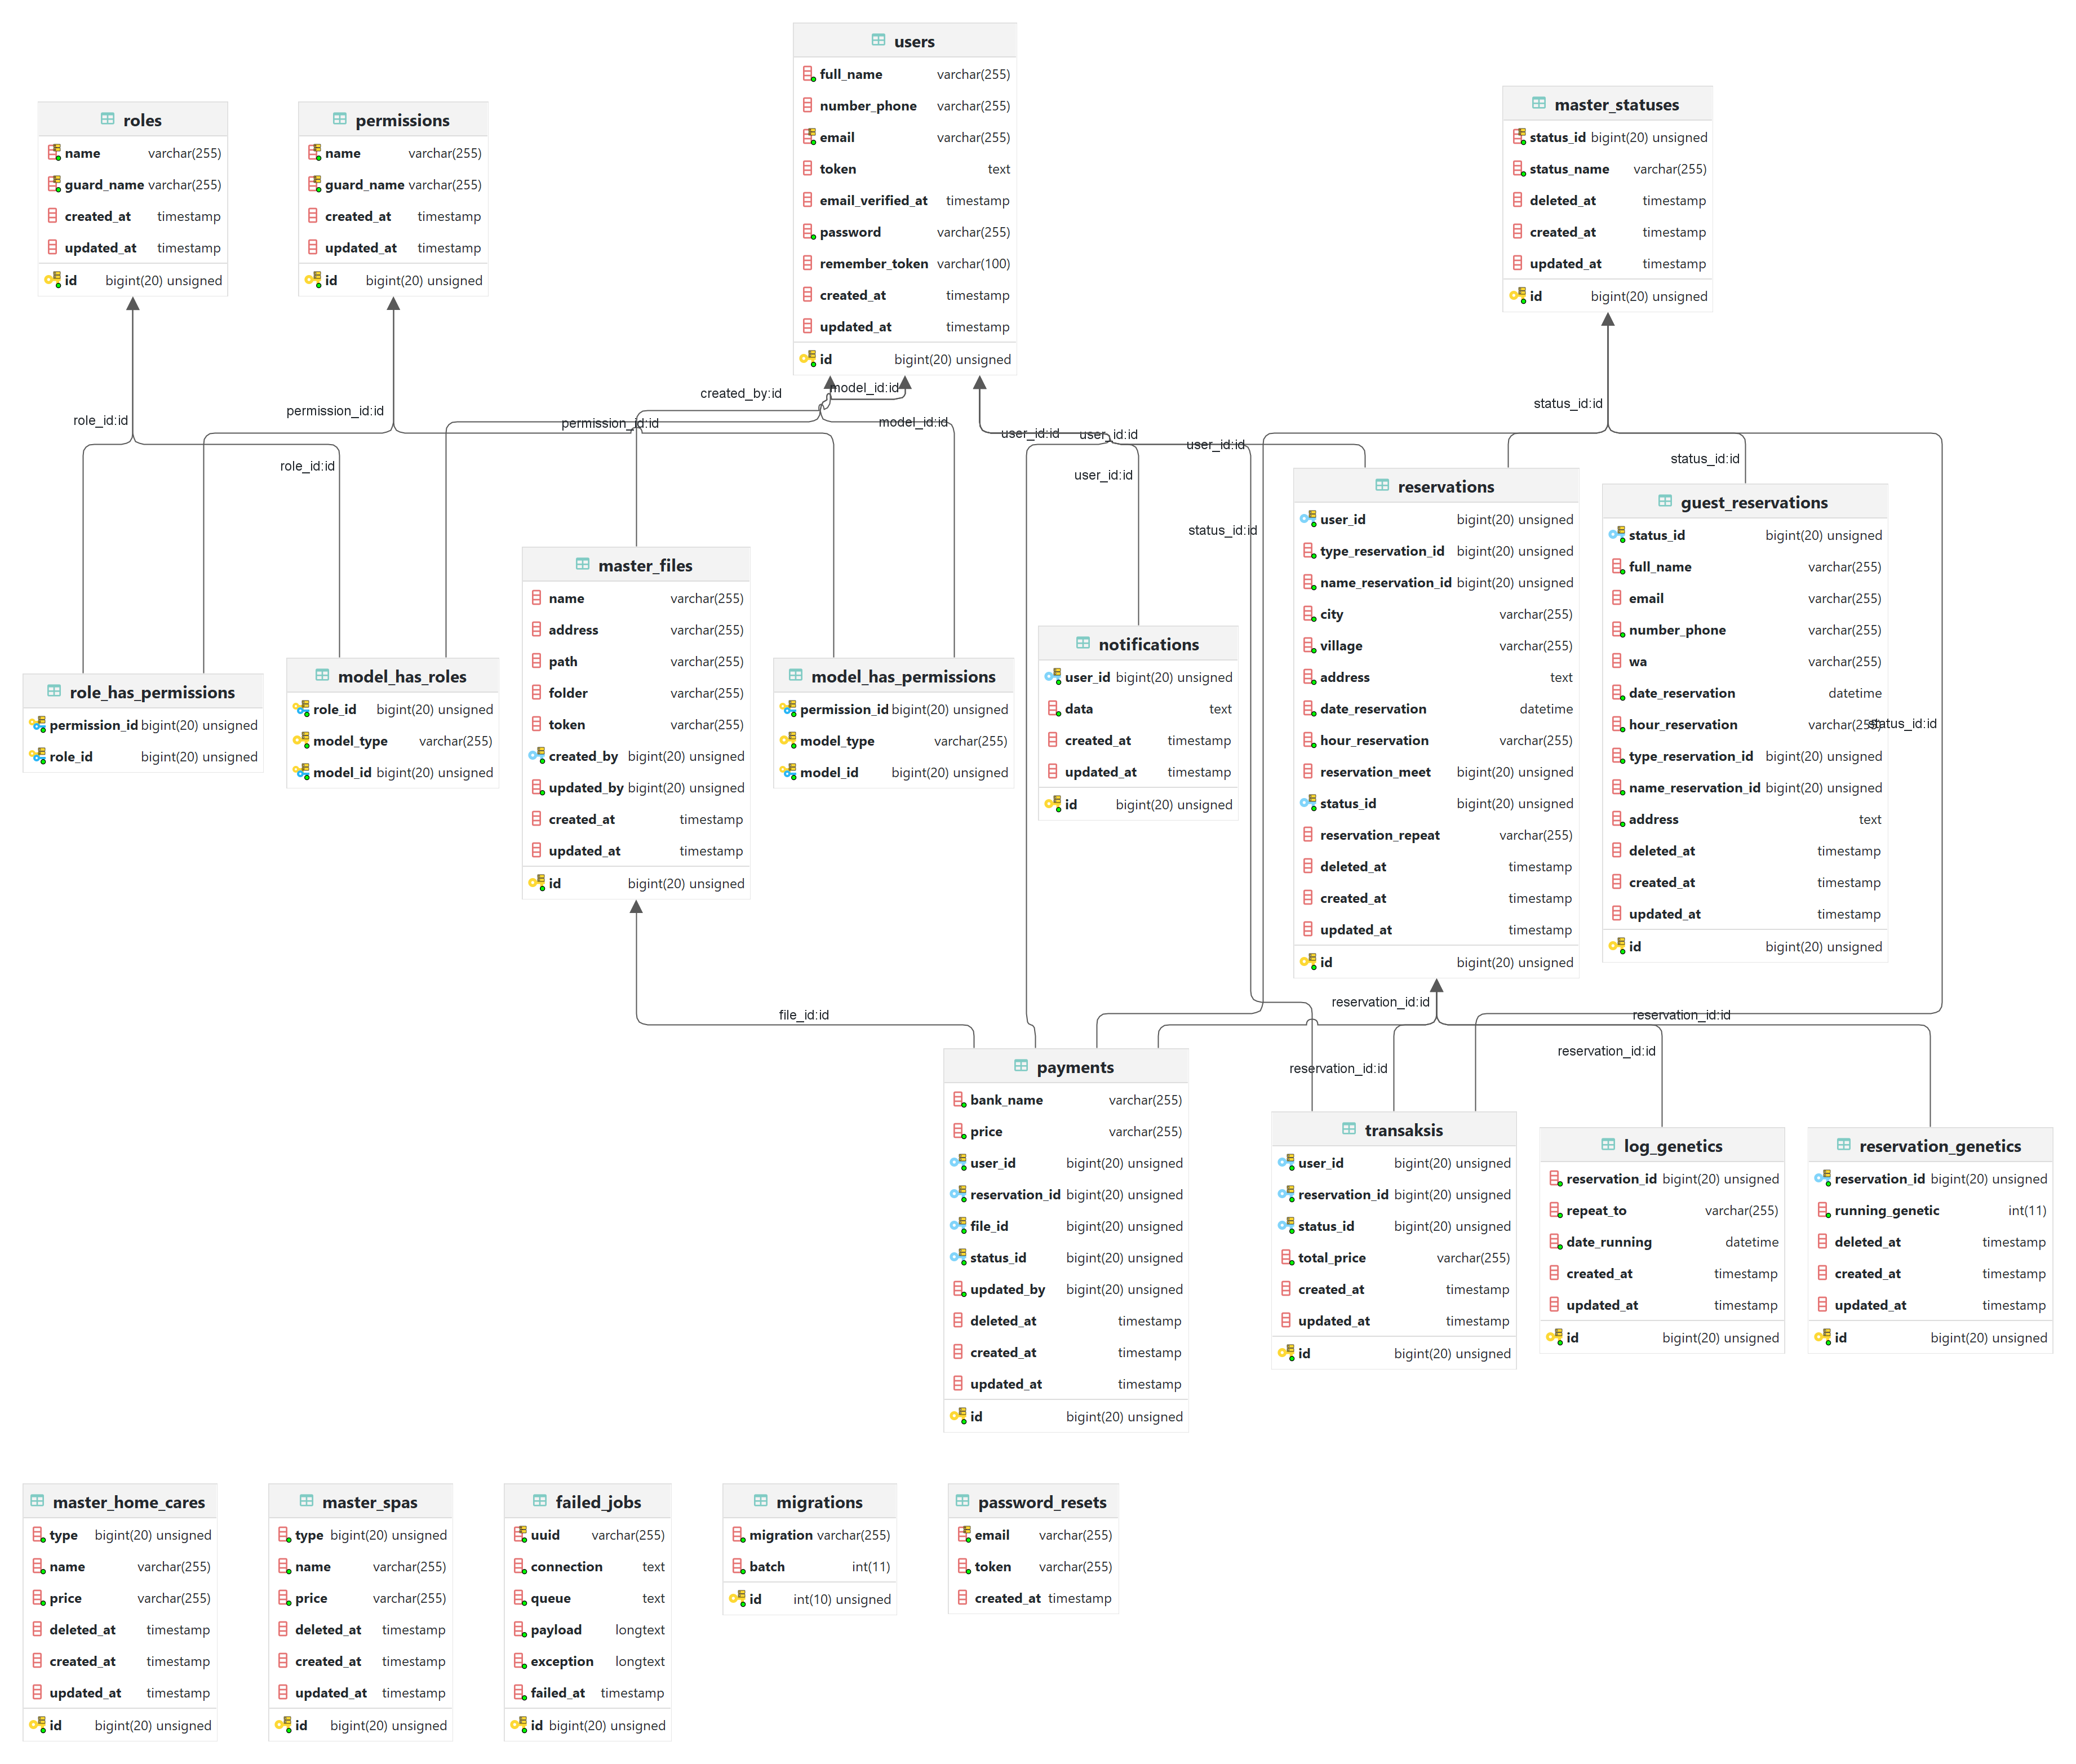 users
full_name varchar(255)
number_phone varchar(255)
email varchar(255)
token text
email_verified_at timestamp
password varchar(255)
remember_token varchar(100)
created_at timestamp
updated_at timestamp
id bigint(20) unsigned
roles
name varchar(255)
guard_name varchar(255)
created_at timestamp
updated_at timestamp
id bigint(20) unsigned
permissions
name varchar(255)
guard_name varchar(255)
created_at timestamp
updated_at timestamp
id bigint(20) unsigned
master_statuses
status_id bigint(20) unsigned
status_name varchar(255)
deleted_at timestamp
created_at timestamp
updated_at timestamp
id bigint(20) unsigned
created_by:id
model_id:id
role_id:id
permission_id:id
permission_id:id
model_id:id
user_id:id
user_id:id
user_id:id
status_id:id
role_id:id
user_id:id
status_id:id
status_id:id
reservations
user_id bigint(20) unsigned
type_reservation_id bigint(20) unsigned
name_reservation_id bigint(20) unsigned
city varchar(255)
village varchar(255)
address text
date_reservation datetime
hour_reservation varchar(255)
reservation_meet bigint(20) unsigned
status_id bigint(20) unsigned
reservation_repeat varchar(255)
deleted_at timestamp
created_at timestamp
updated_at timestamp
id bigint(20) unsigned
guest_reservations
status_id bigint(20) unsigned
full_name varchar(255)
email varchar(255)
number_phone varchar(255)
wa varchar(255)
date_reservation datetime
hour_reservation varchar(255)
type_reservation_id bigint(20) unsigned
name_reservation_id bigint(20) unsigned
address text
deleted_at timestamp
created_at timestamp
updated_at timestamp
id bigint(20) unsigned
status_id:id
master_files
name varchar(255)
address varchar(255)
path varchar(255)
folder varchar(255)
token varchar(255)
created_by bigint(20) unsigned
updated_by bigint(20) unsigned
created_at timestamp
updated_at timestamp
id bigint(20) unsigned
notifications
user_id bigint(20) unsigned
data text
created_at timestamp
updated_at timestamp
id bigint(20) unsigned
role_has_permissions
permission_id bigint(20) unsigned
role_id bigint(20) unsigned
model_has_roles
role_id bigint(20) unsigned
model_type varchar(255)
model_id bigint(20) unsigned
model_has_permissions
permission_id bigint(20) unsigned
model_type varchar(255)
model_id bigint(20) unsigned
file_id:id
reservation_id:id
reservation_id:id
reservation_id:id
reservation_id:id
payments
bank_name varchar(255)
price varchar(255)
user_id bigint(20) unsigned
reservation_id bigint(20) unsigned
file_id bigint(20) unsigned
status_id bigint(20) unsigned
updated_by bigint(20) unsigned
deleted_at timestamp
created_at timestamp
updated_at timestamp
id bigint(20) unsigned
transaksis
user_id bigint(20) unsigned
reservation_id bigint(20) unsigned
status_id bigint(20) unsigned
total_price varchar(255)
created_at timestamp
updated_at timestamp
id bigint(20) unsigned
log_genetics
reservation_id bigint(20) unsigned
repeat_to varchar(255)
date_running datetime
created_at timestamp
updated_at timestamp
id bigint(20) unsigned
reservation_genetics
reservation_id bigint(20) unsigned
running_genetic int(11)
deleted_at timestamp
created_at timestamp
updated_at timestamp
id bigint(20) unsigned
master_home_cares
type bigint(20) unsigned
name varchar(255)
price varchar(255)
deleted_at timestamp
created_at timestamp
updated_at timestamp
id bigint(20) unsigned
master_spas
type bigint(20) unsigned
name varchar(255)
price varchar(255)
deleted_at timestamp
created_at timestamp
updated_at timestamp
id bigint(20) unsigned
failed_jobs
uuid varchar(255)
connection text
queue text
payload longtext
exception longtext
failed_at timestamp
id bigint(20) unsigned
migrations
migration varchar(255)
batch int(11)
id int(10) unsigned
password_resets
email varchar(255)
token varchar(255)
created_at timestamp